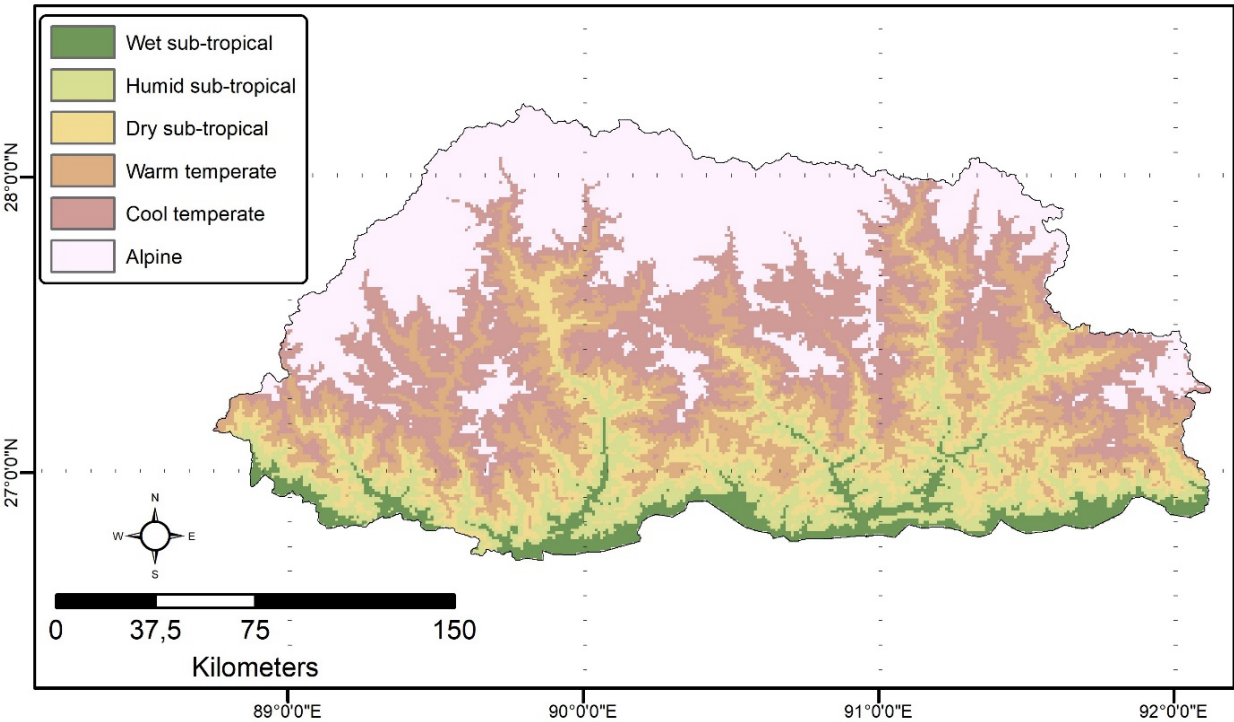 Wet sub-tropical
Humid sub-tropical
Dry sub-tropical
Warm temperate
Cool temperate
Alpine
28°0'0"N
27°0'0"N
N
W E
S
0 37,5 75 150
Kilometers
89°0'0"E 90°0'0"E 91°0'0"E 92°0'0"E